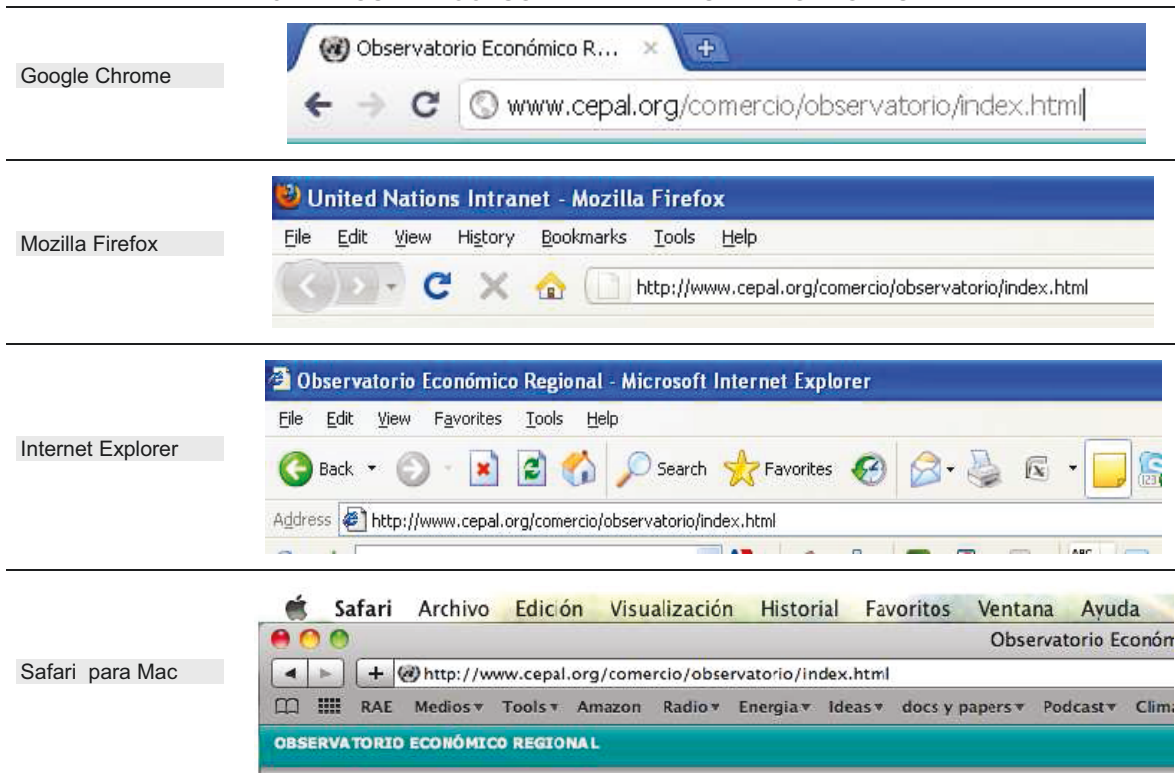 Google Chrome
Observatorio Económico R...
www.cepal.org/comercio/observatorio/index.html
Mozilla Firefox
United Nations Intranet - Mozilla Firefox
File Edit View History Bookmarks Tools Help
http://www.cepal.org/comercio/observatorio/index.html
Internet Explorer
Observatorio Económico Regional - Microsoft Internet Explorer
File Edit View Favorites Tools Help
Back Search Favorites 123
Address http://www.cepal.org/comercio/observatorio/index.html
Safari para Mac
Safari Archivo Edición Visualización Historial Favoritos Ventana Ayuda
Observatorio Económ
http://www.cepal.org/comercio/observatorio/index.html
RAE Medios Tools Amazon Radio Energia Ideas docs y papers Podcast Clima
OBSERVATORIO ECONÓMICO REGIONAL